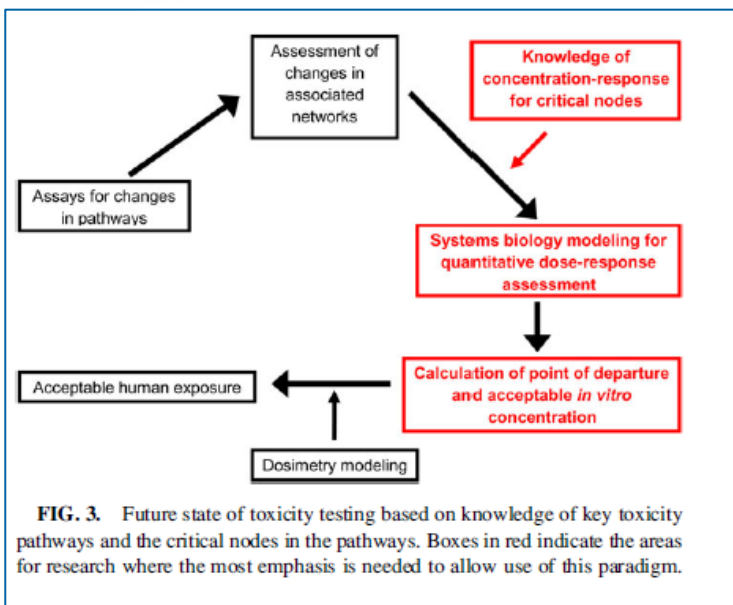 Assessment of
changes in
associated
networks
Knowledge of
concentration-response
for critical nodes
Assays for changes
in pathways
Systems biology modeling for
quantitative dose-response
assessment
Calculation of point of departure
and acceptable in vitro
concentration
Acceptable human exposure
Dosimetry modeling
FIG. 3. Future state of toxicity testing based on knowledge of key toxicity
pathways and the critical nodes in the pathways. Boxes in red indicate the areas
for research where the most emphasis is needed to allow use of this paradigm.